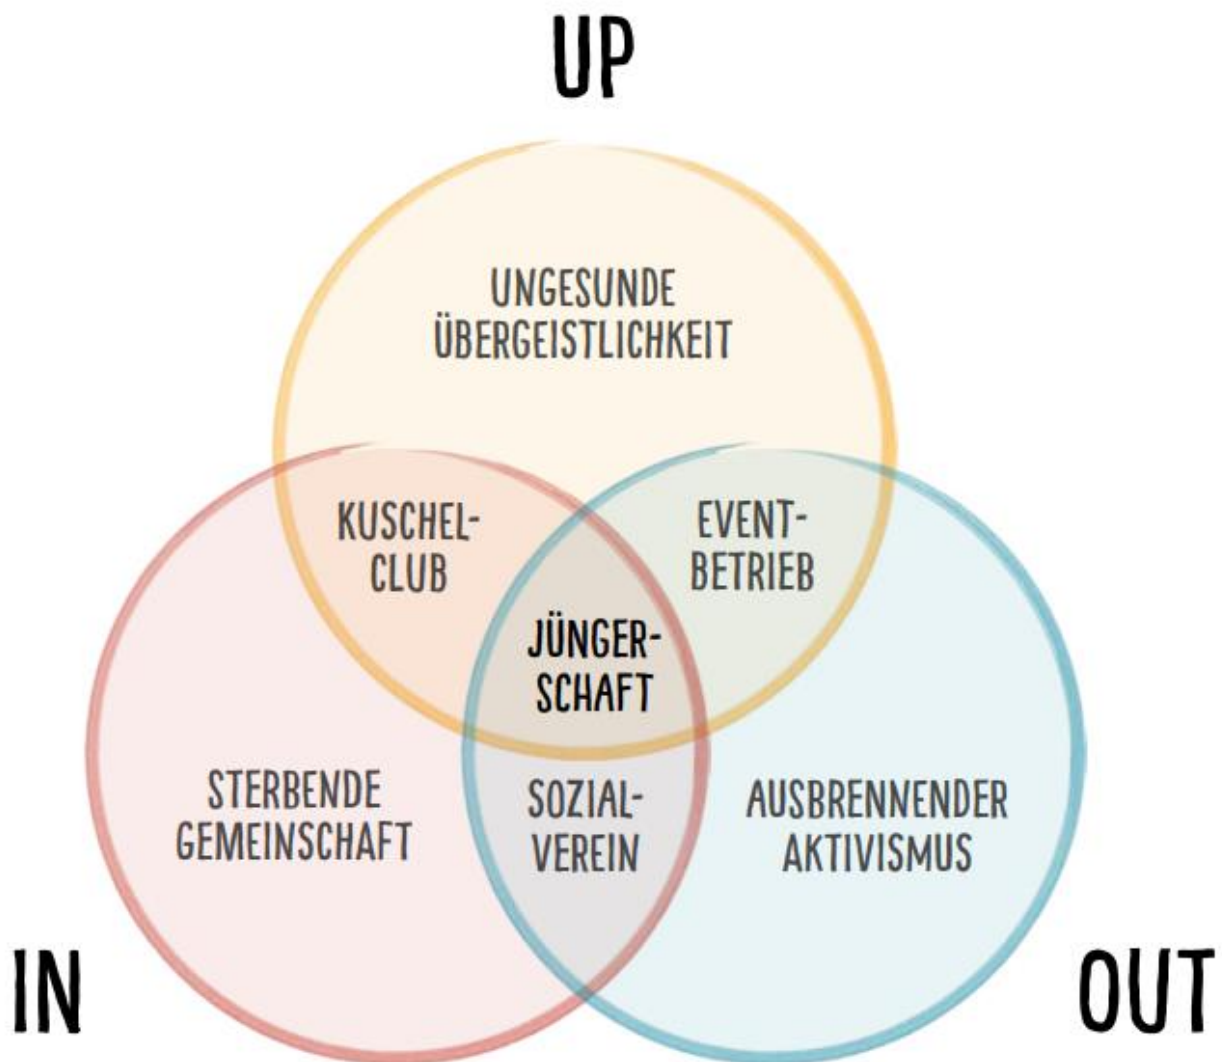 UP
UNGESUNDE
ÜBERGEISTLICHKEIT
KUSCHEL-
CLUB
EVENT-
BETRIEB
JÜNGER-
SCHAFT
STERBENDE
GEMEINSCHAFT
SOZIAL-
VEREIN
AUSBRENNENDER
AKTIVISMUS
IN
OUT